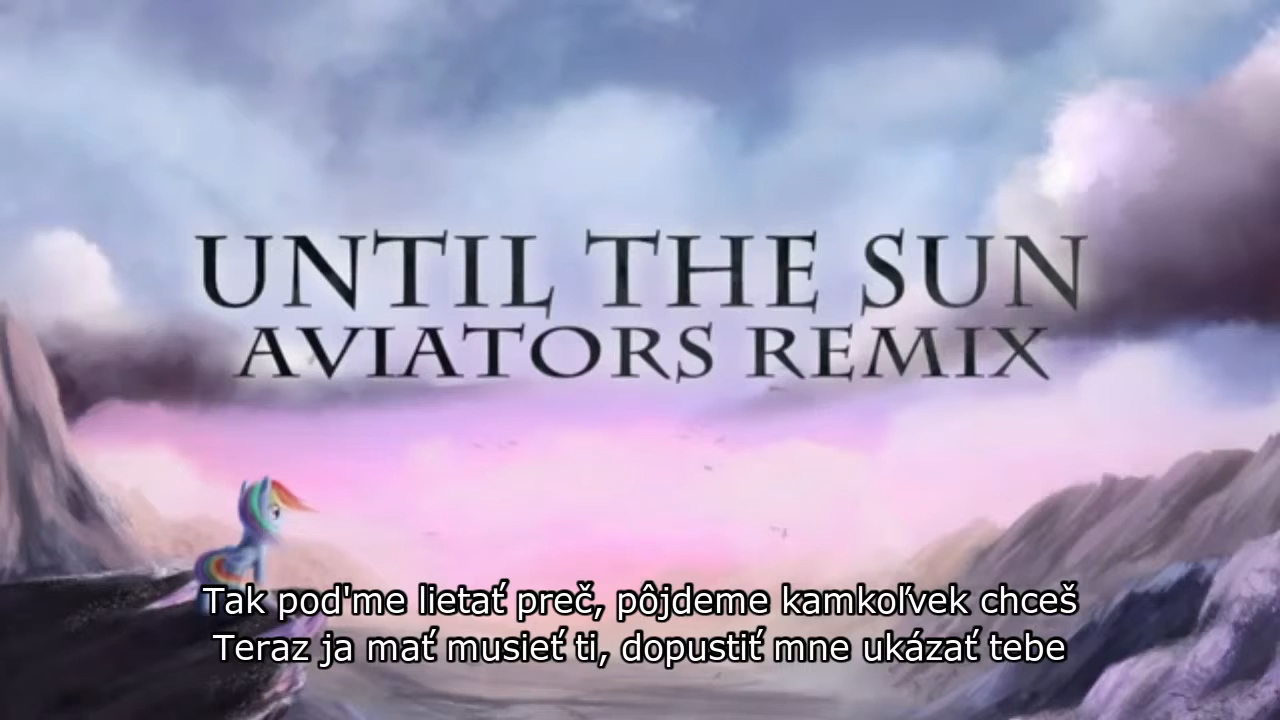 UNTIL THE SUN
AVIATORS REMIX
Tak pod'me lietať preč, pôjdeme kamkoľvek chceš
Teraz ja mať musieť ti, dopustiť mne ukázať tebe